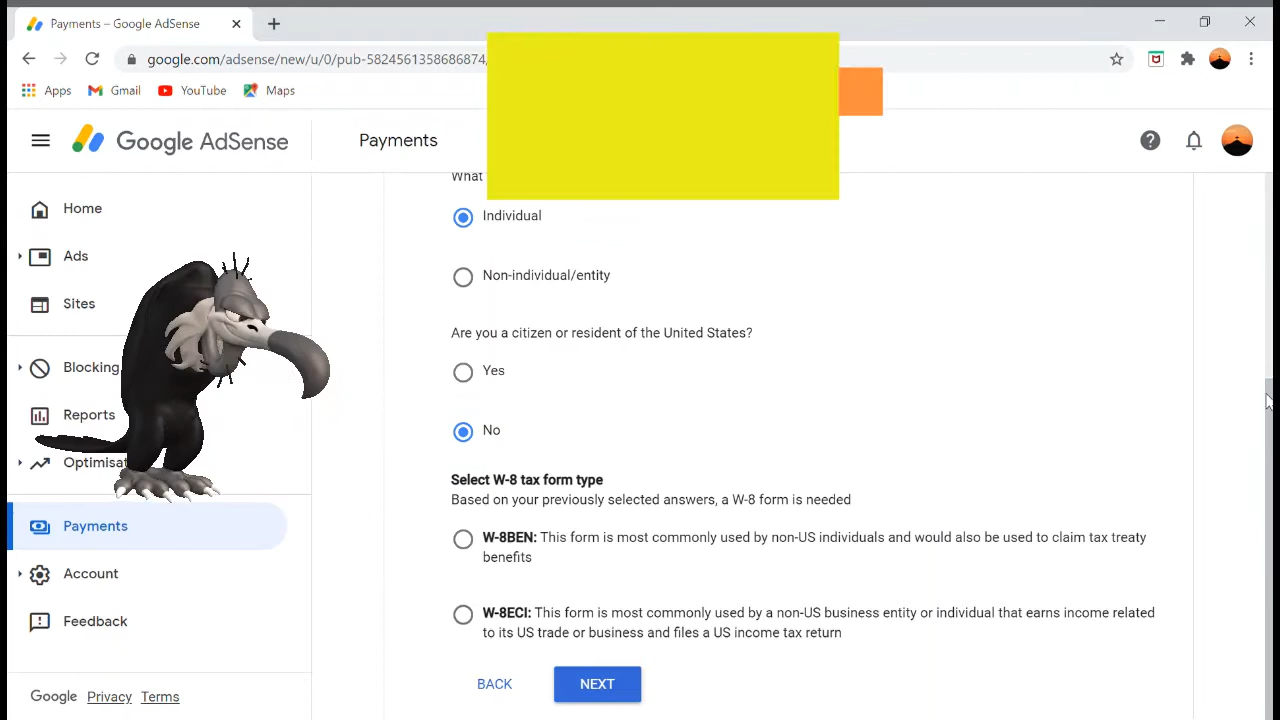 Payments – Google AdSense
google.com/adsense/new/u/0/pub-5824561358686874/
Apps Gmail YouTube Maps
Google AdSense Payments
What
Home
Individual
Ads
Non-individual/entity
Sites
Are you a citizen or resident of the United States?
Blocking
Yes
Reports
No
Select W-8 tax form type
Based on your previously selected answers, a W-8 form is needed
Payments
W-8BEN: This form is most commonly used by non-US individuals and would also be used to claim tax treaty
benefits
Account
W-8ECI: This form is most commonly used by a non-US business entity or individual that earns income related
to its US trade or business and files a US income tax return
Feedback
BACK NEXT
Google Privacy Terms